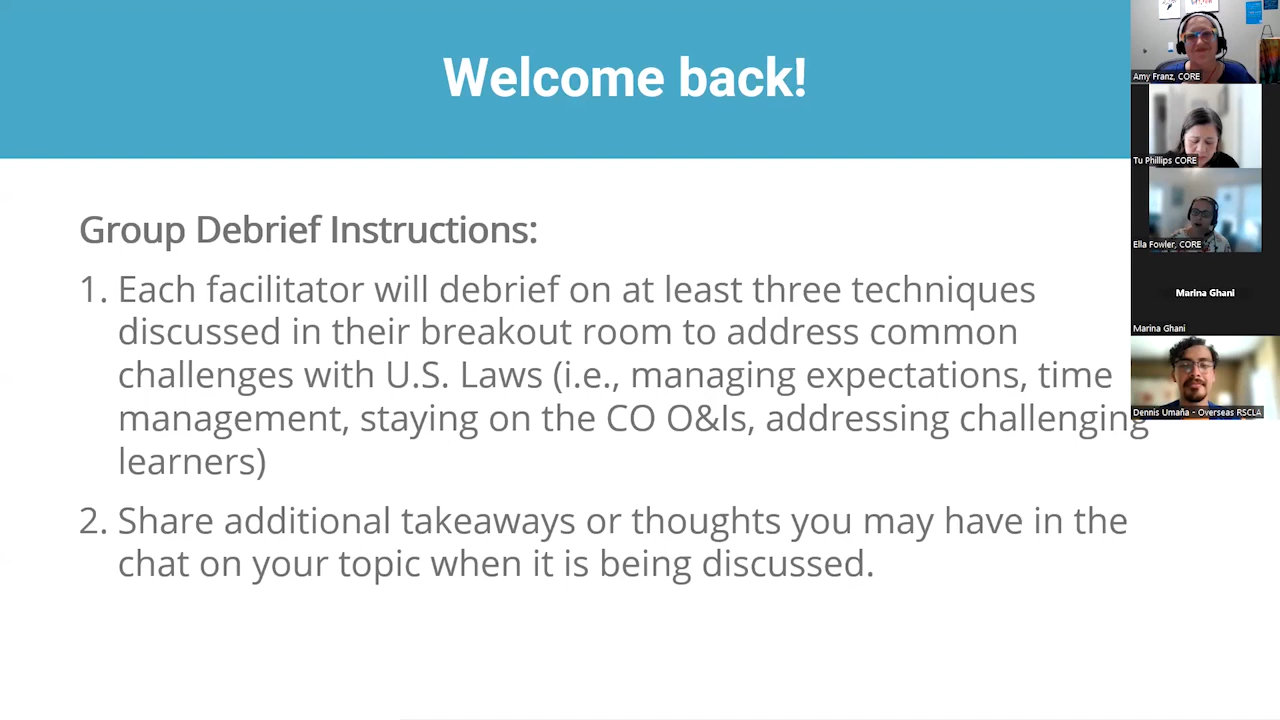 Welcome back!
Group Debrief Instructions:
1. Each facilitator will debrief on at least three techniques
discussed in their breakout room to address common
challenges with U.S. Laws (i.e., managing expectations, time
management, staying on the CO O&Is, addressing challenging
learners)
2. Share additional takeaways or thoughts you may have in the
chat on your topic when it is being discussed.
Amy Franz, CORE
Tu Phillips CORE
Ella Fowler, CORE
Marina Ghani
Marina Ghani
Dennis Umaña - Overseas RSCLA